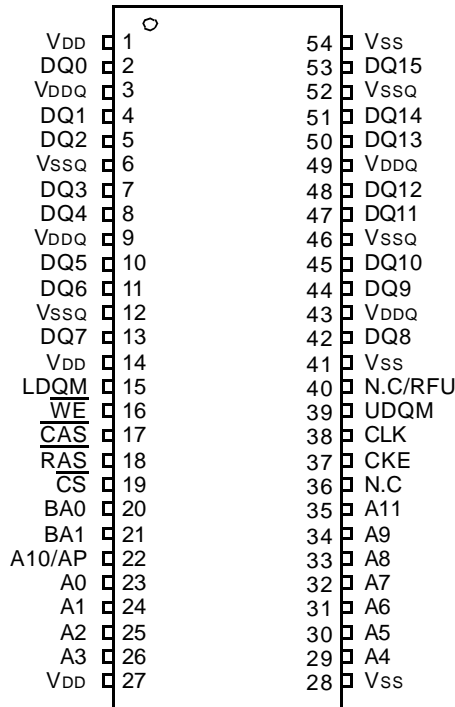 VDD 1 54 VSS
DQ0 2 53 DQ15
VDDQ 3 52 VSSQ
DQ1 4 51 DQ14
DQ2 5 50 DQ13
VSSQ 6 49 VDDQ
DQ3 7 48 DQ12
DQ4 8 47 DQ11
VDDQ 9 46 VSSQ
DQ5 10 45 DQ10
DQ6 11 44 DQ9
VSSQ 12 43 VDDQ
DQ7 13 42 DQ8
VDD 14 41 VSS
LDQM 15 40 N.C/RFU
WE 16 39 UDQM
CAS 17 38 CLK
RAS 18 37 CKE
CS 19 36 N.C
BA0 20 35 A11
BA1 21 34 A9
A10/AP 22 33 A8
A0 23 32 A7
A1 24 31 A6
A2 25 30 A5
A3 26 29 A4
VDD 27 28 VSS